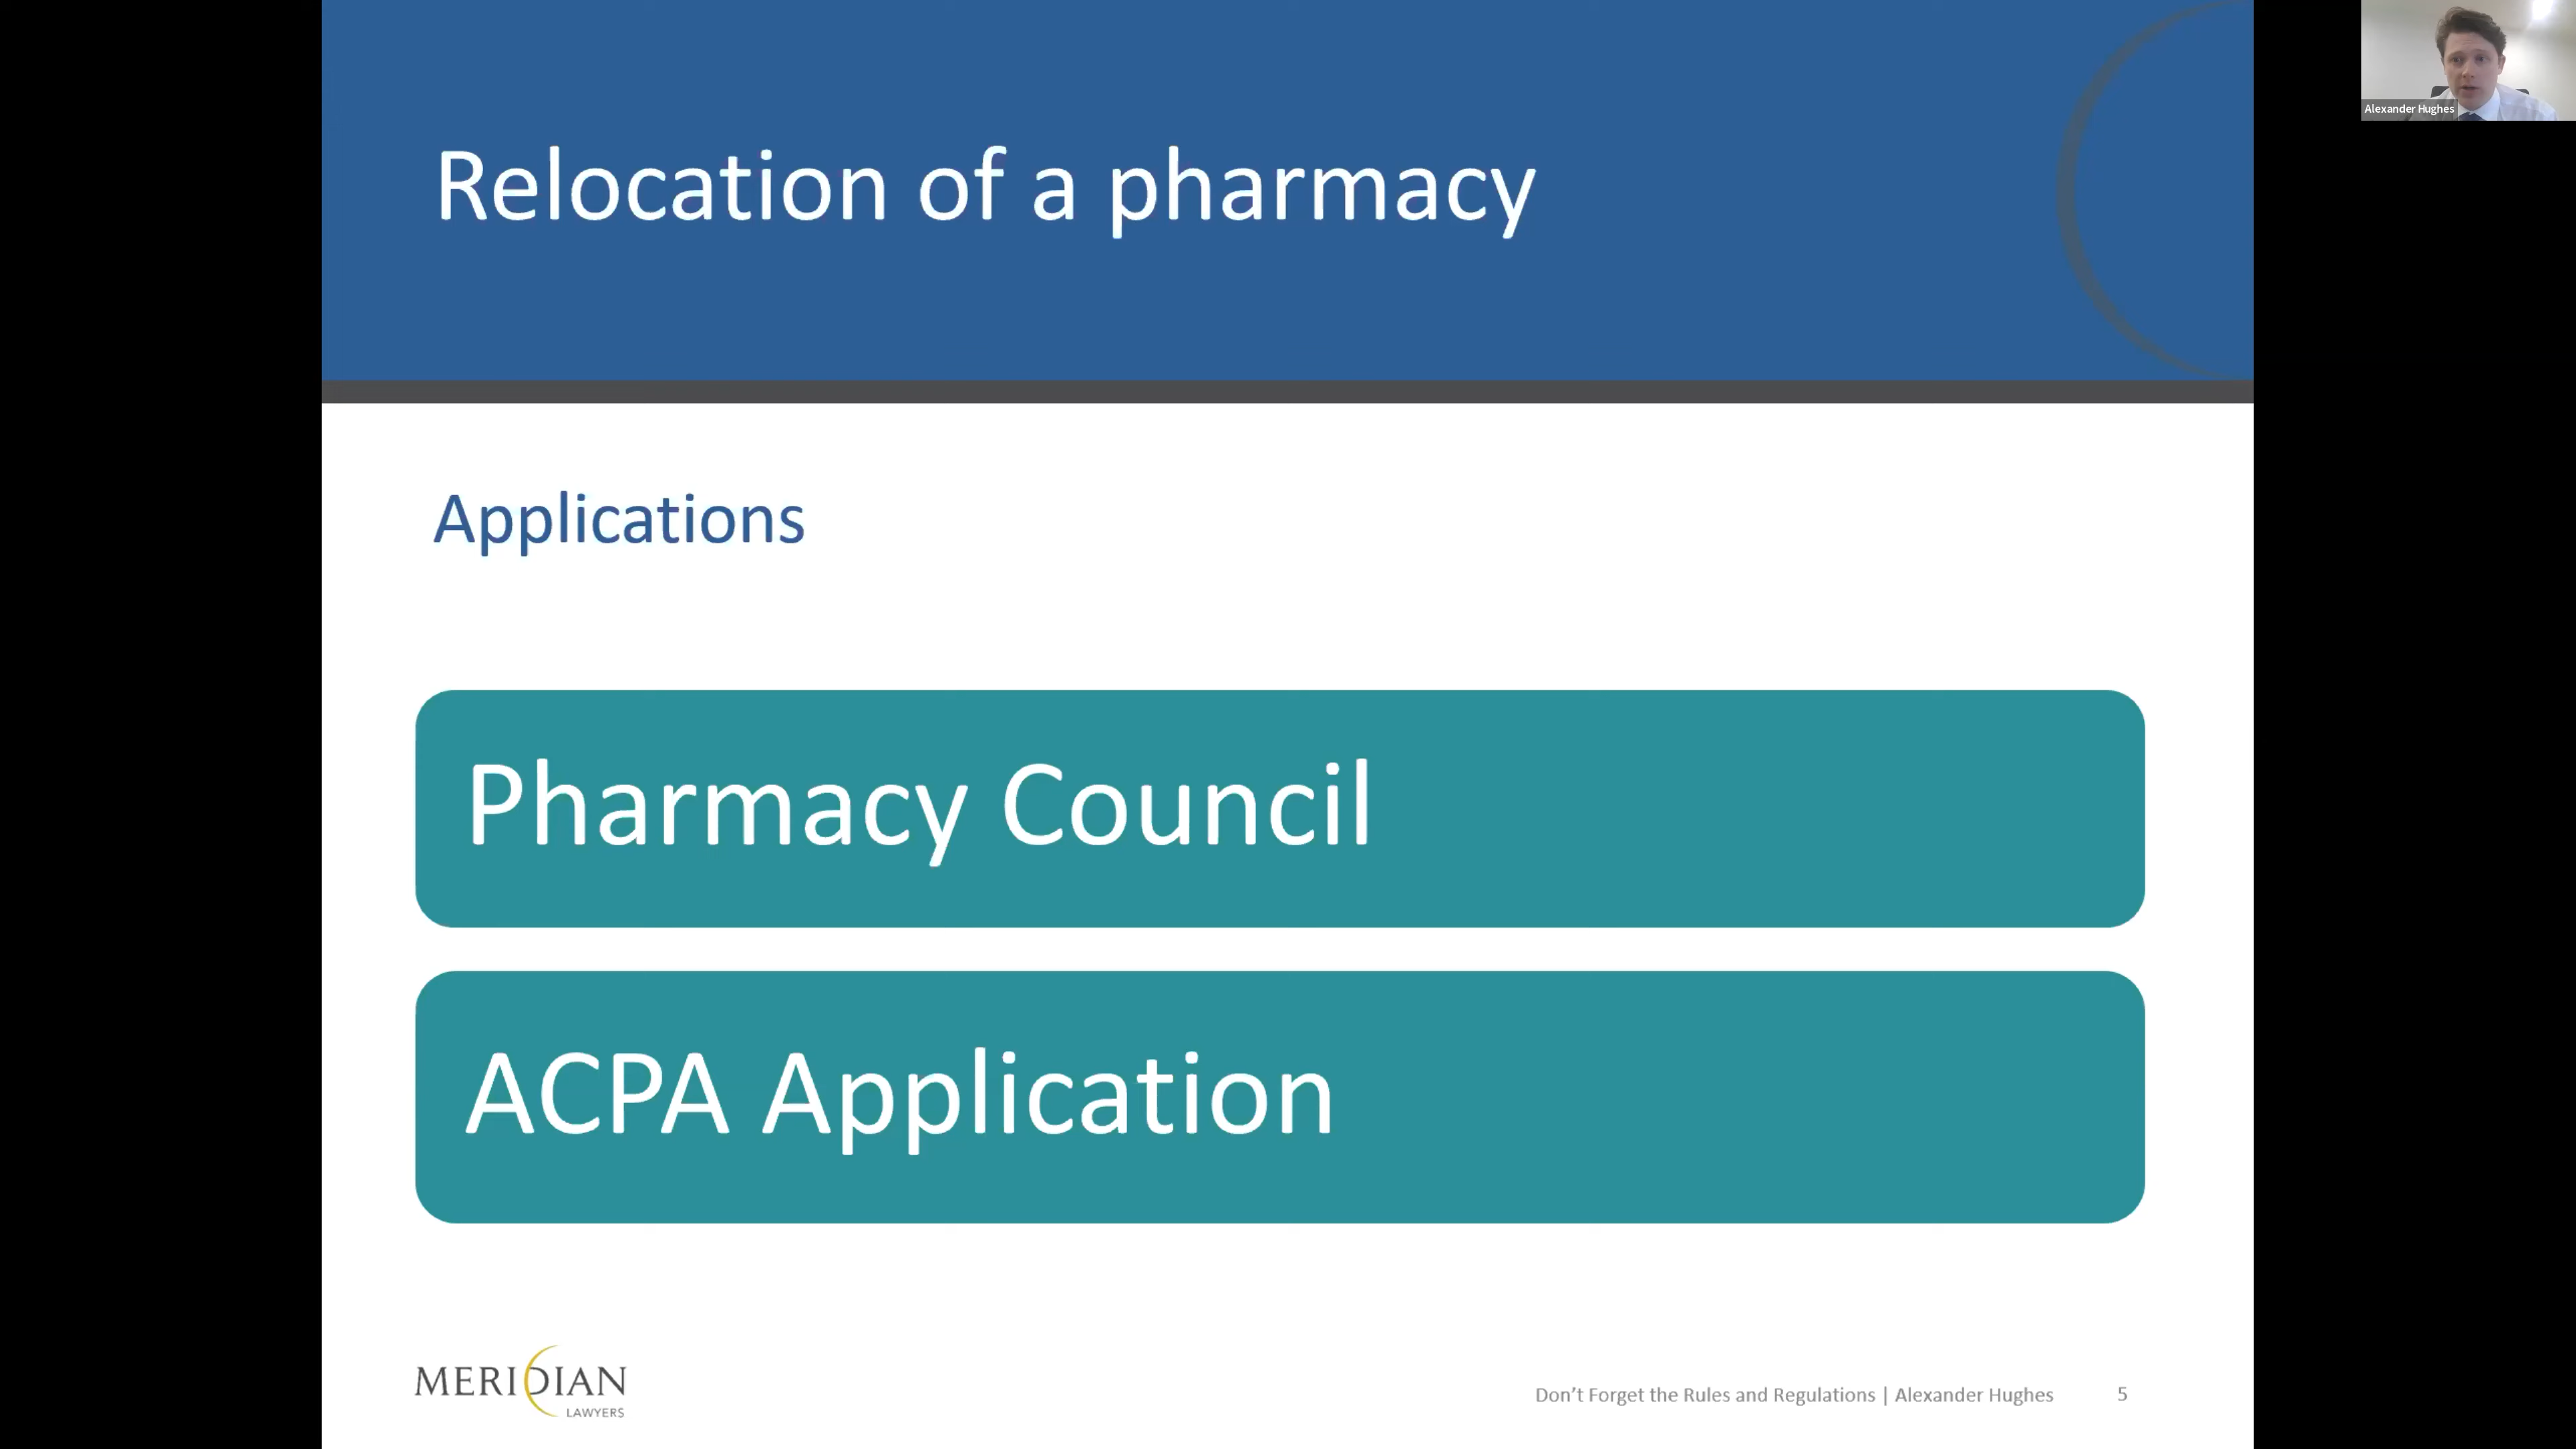 Relocation of a pharmacy
Alexander Hughes
Applications
Pharmacy Council
ACPA Application
MERIDIAN
LAWYERS
Don't Forget the Rules and Regulations | Alexander Hughes 5